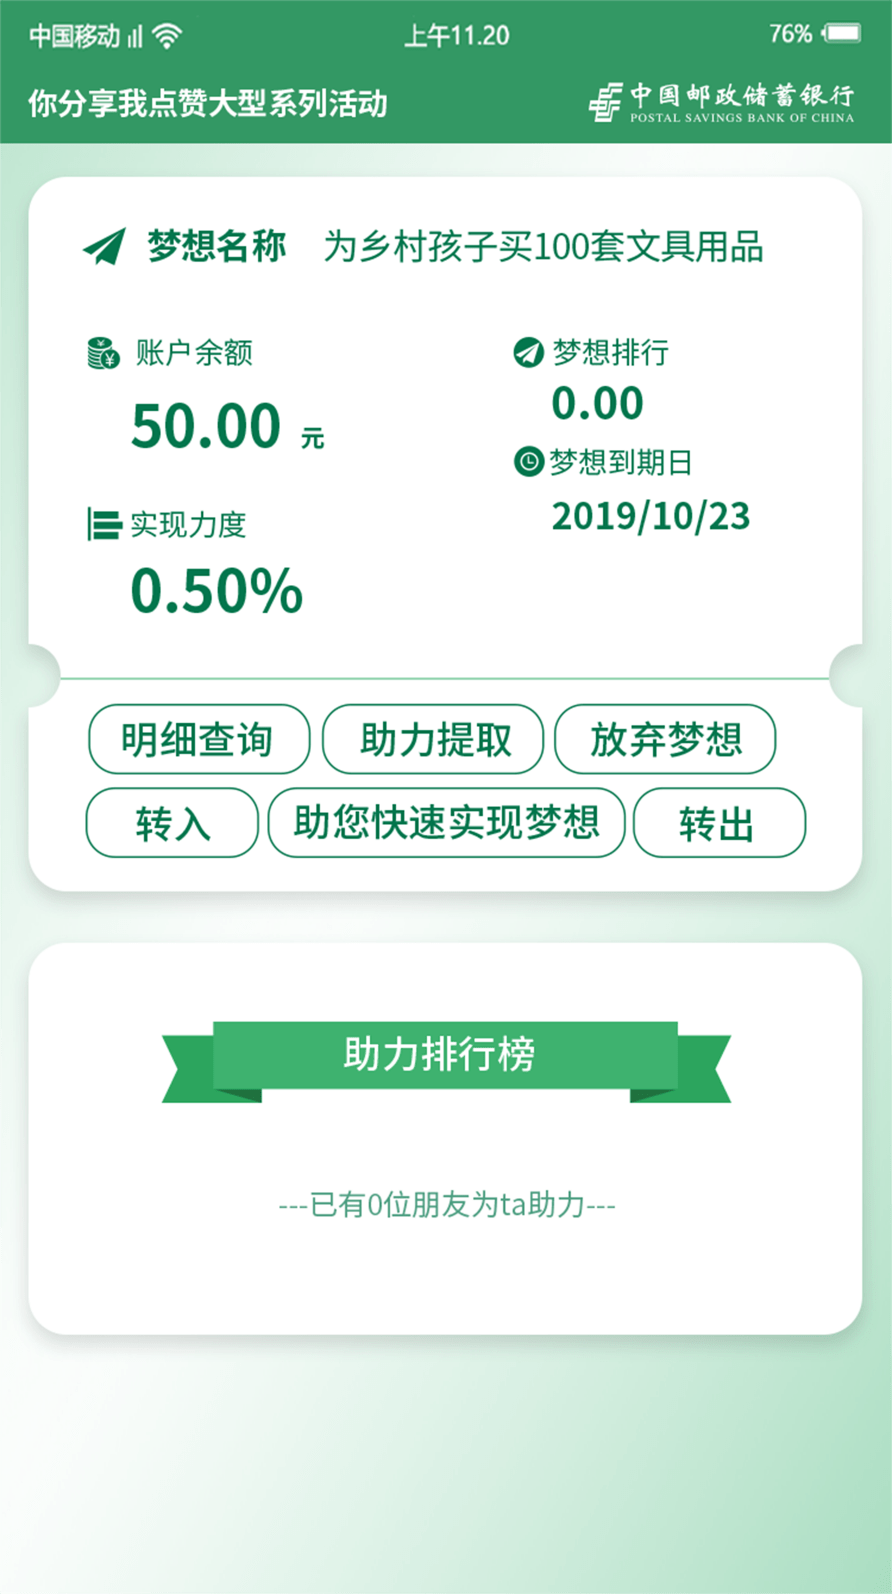 中国移动 上午11.20 76%
你分享我点赞大型系列活动 中国邮政储蓄银行
POSTAL SAVINGS BANK OF CHINA
梦想名称 为乡村孩子买100套文具用品
账户余额 梦想排行
50.00 元 0.00
梦想到期日
实现力度 2019/10/23
0.50%
明细查询 助力提取 放弃梦想
转入 助您快速实现梦想 转出
助力排行榜
---已有0位朋友为ta助力---